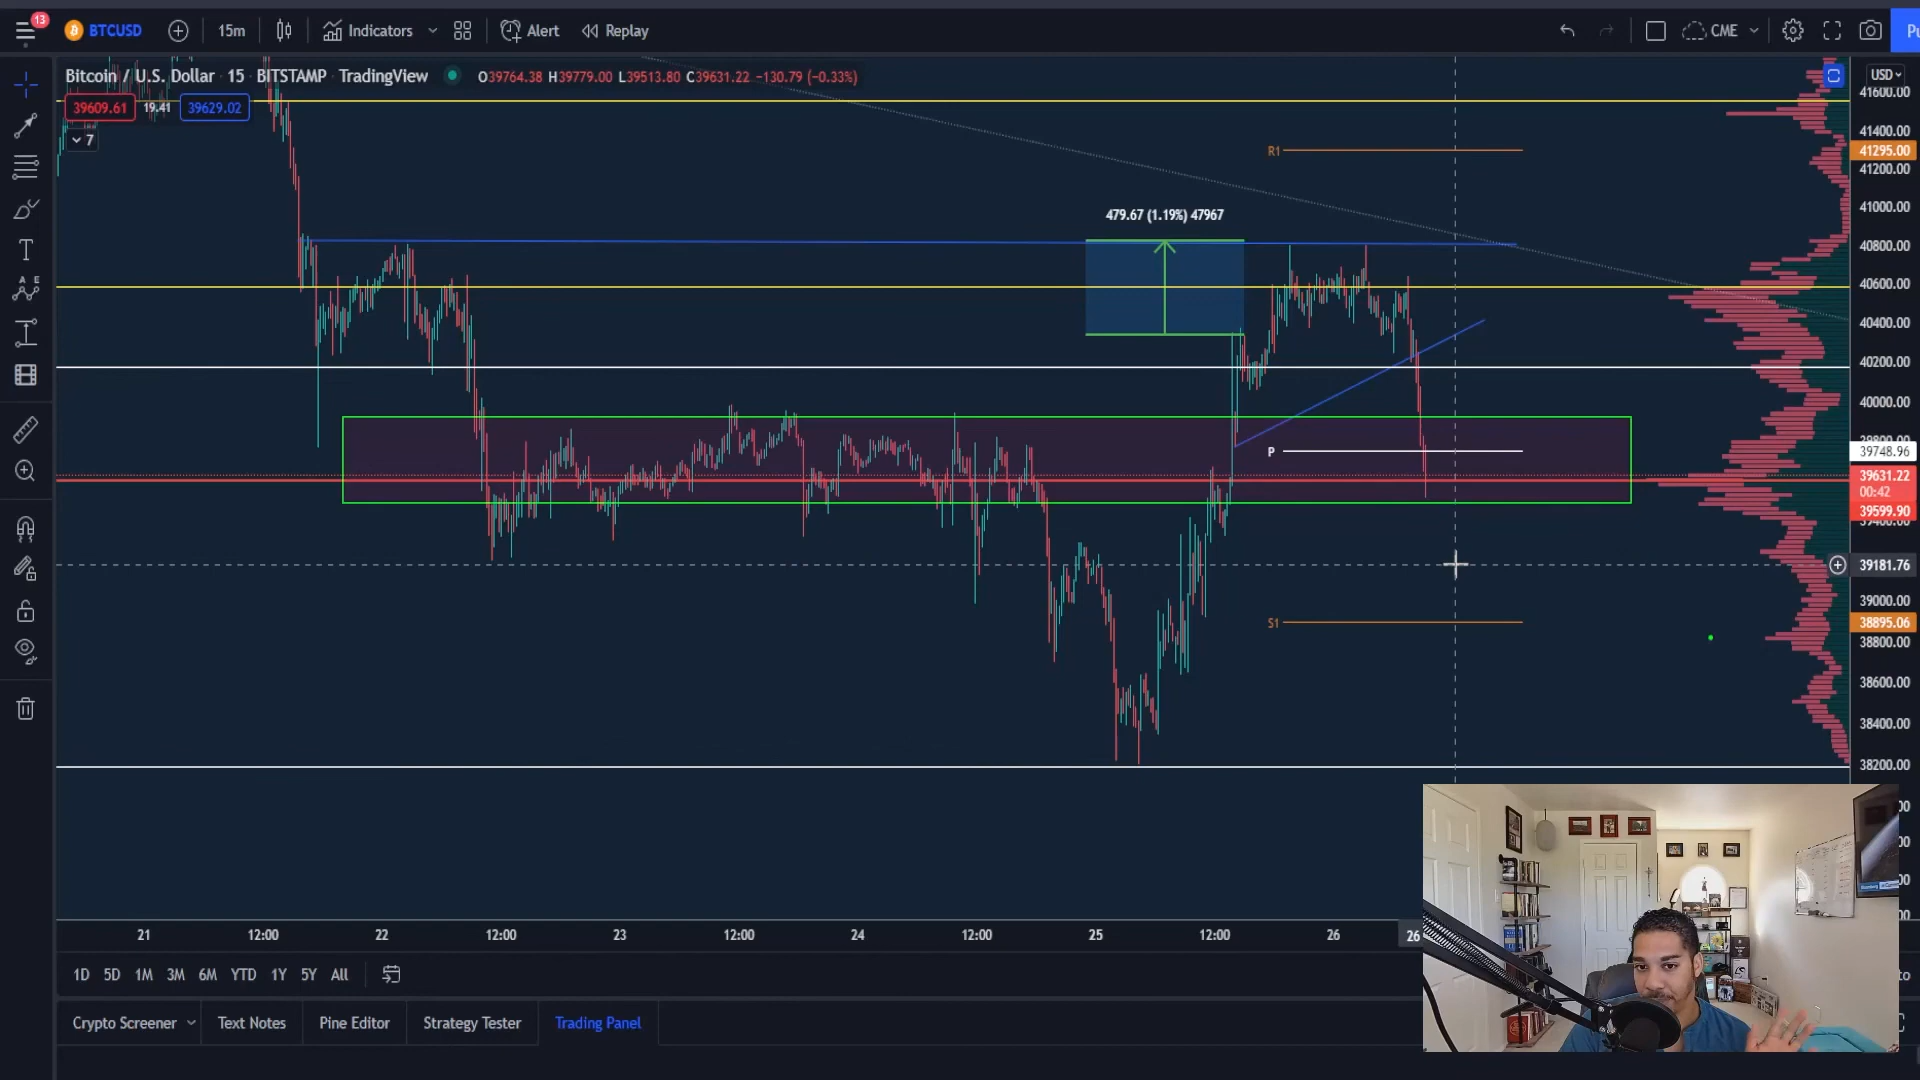 13
BTCUSD 15m Indicators Alert Replay CME Pu
Bitcoin / U.S. Dollar · 15 · BITSTAMP · TradingView O39764.38 H39779.00 L39513.80 C39631.22 -130.79 (-0.33%)
39609.61 19.41 39629.02
7
USD
41600.00
41400.00
R1
41295.00
41200.00
41000.00
479.67 (1.19%) 47967
40800.00
40600.00
40400.00
40200.00
40000.00
39800.00
P
39748.96
39631.22
00:42
39599.90
39400.00
39181.76
39000.00
S1
38895.06
38800.00
38600.00
38400.00
38200.00
21 12:00 22 12:00 23 12:00 24 12:00 25 12:00 26 26
1D 5D 1M 3M 6M YTD 1Y 5Y All
Crypto Screener Text Notes Pine Editor Strategy Tester Trading Panel